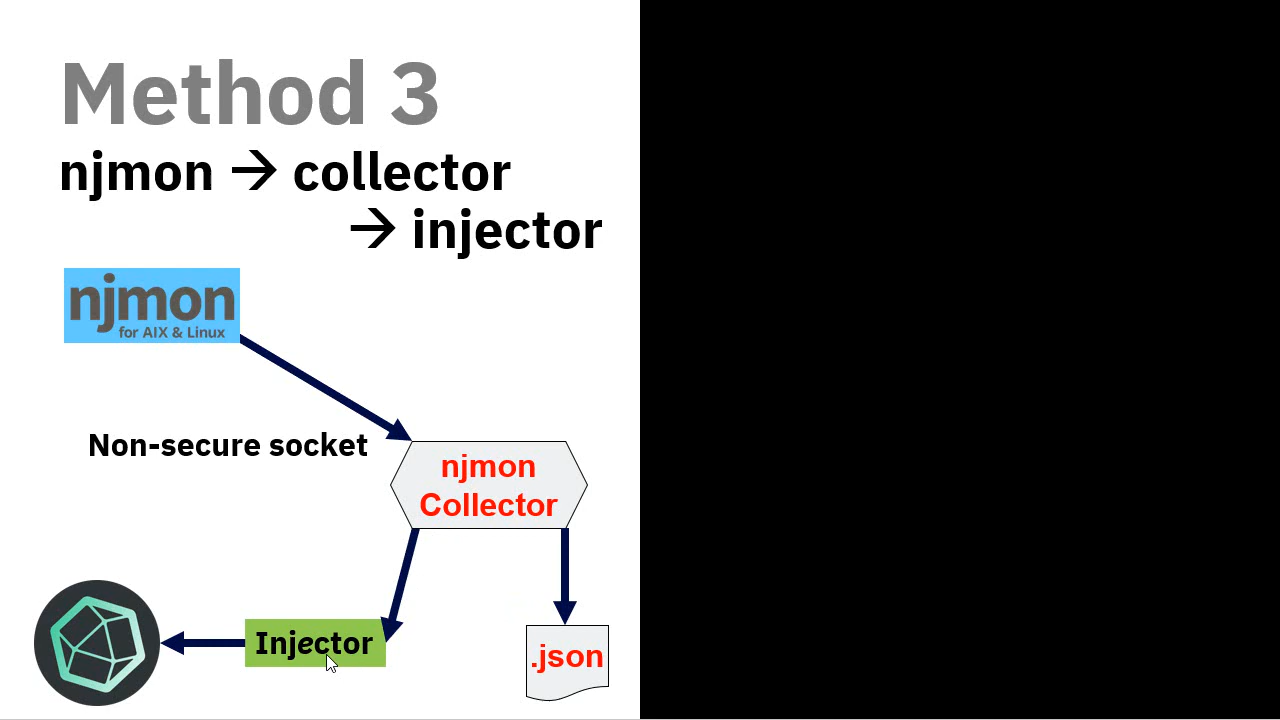 Method 3
njmon → collector
→ injector
njmon
for AIX & Linux
Non-secure socket
njmon
Collector
Injector
.json